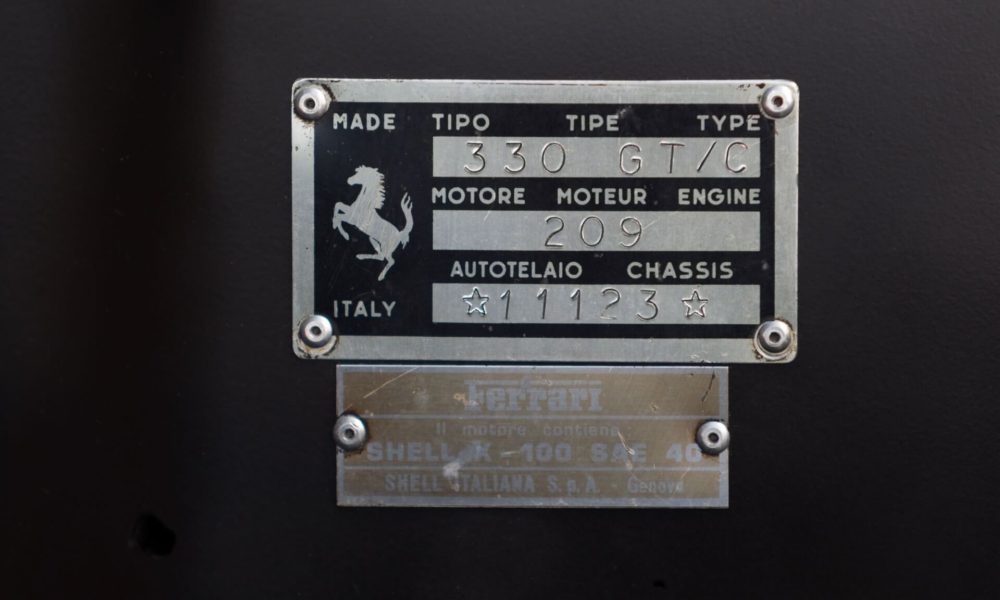 MADE TIPO TIPE TYPE
330 GT/C
MOTORE MOTEUR ENGINE
209
AUTOTELAIO CHASSIS
☆11123☆
ITALY
Ferrari
Il motore contiene:
SHELL X - 100 SAE 40
SHELL ITALIANA S.p.A. - Genova